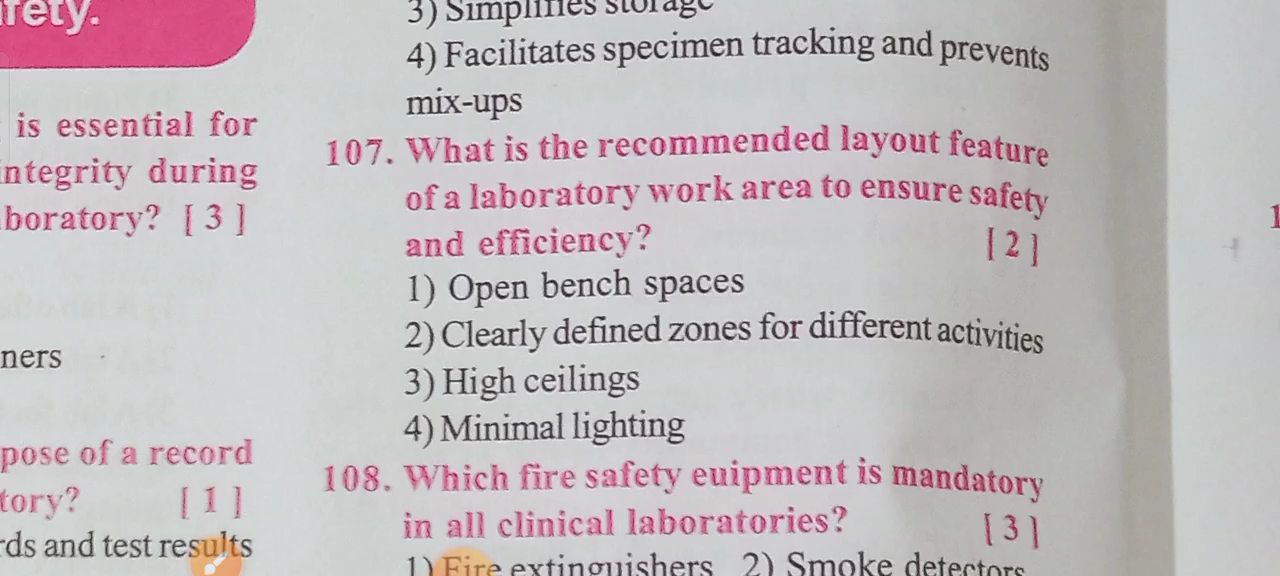 is essential for
integrity during
boratory? [ 3 ]
ners
pose of a record
tory? [ 1 ]
rds and test results
3) Simplifies storage
4) Facilitates specimen tracking and prevents
mix-ups
107. What is the recommended layout feature
of a laboratory work area to ensure safety
and efficiency? [2]
1) Open bench spaces
2) Clearly defined zones for different activities
3) High ceilings
4) Minimal lighting
108. Which fire safety euipment is mandatory
in all clinical laboratories? [3]
1) Fire extinguishers 2) Smoke detectors